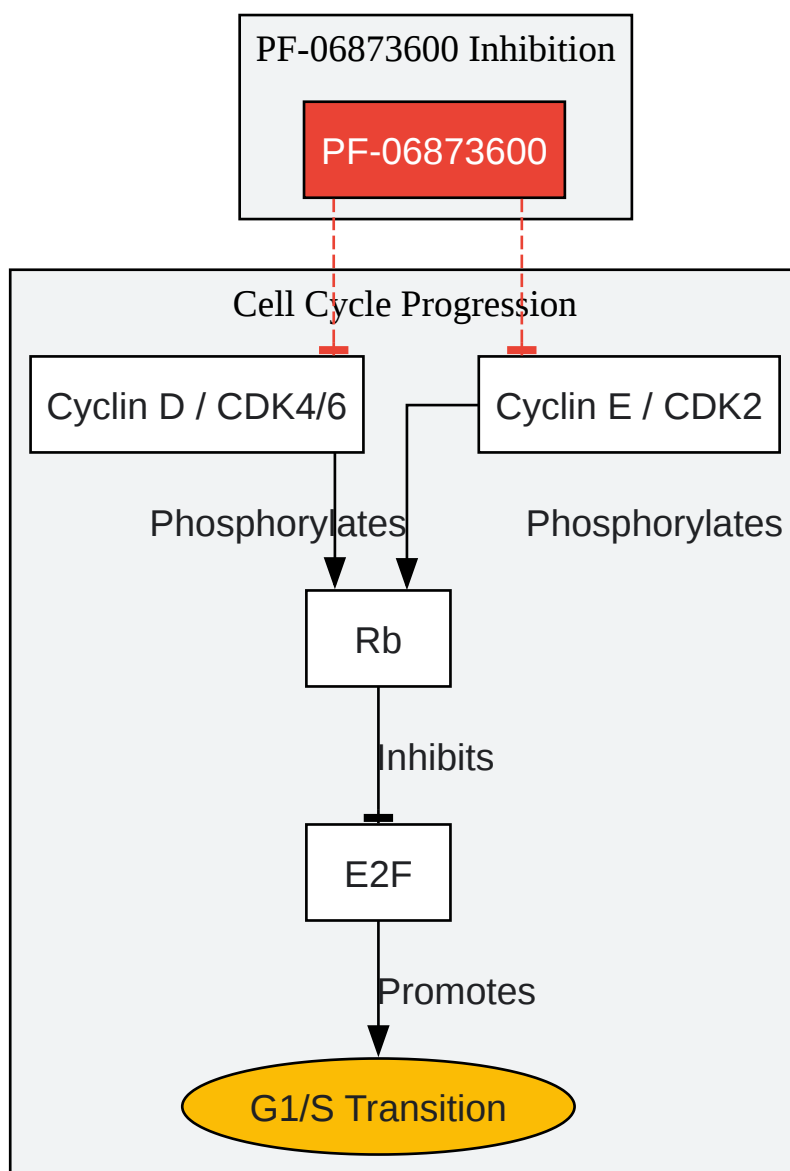 PF-06873600 Inhibition
PF-06873600
Cell Cycle Progression
Cyclin D / CDK4/6
Cyclin E / CDK2
Phosphorylates
Phosphorylates
Rb
Inhibits
E2F
Promotes
G1/S Transition